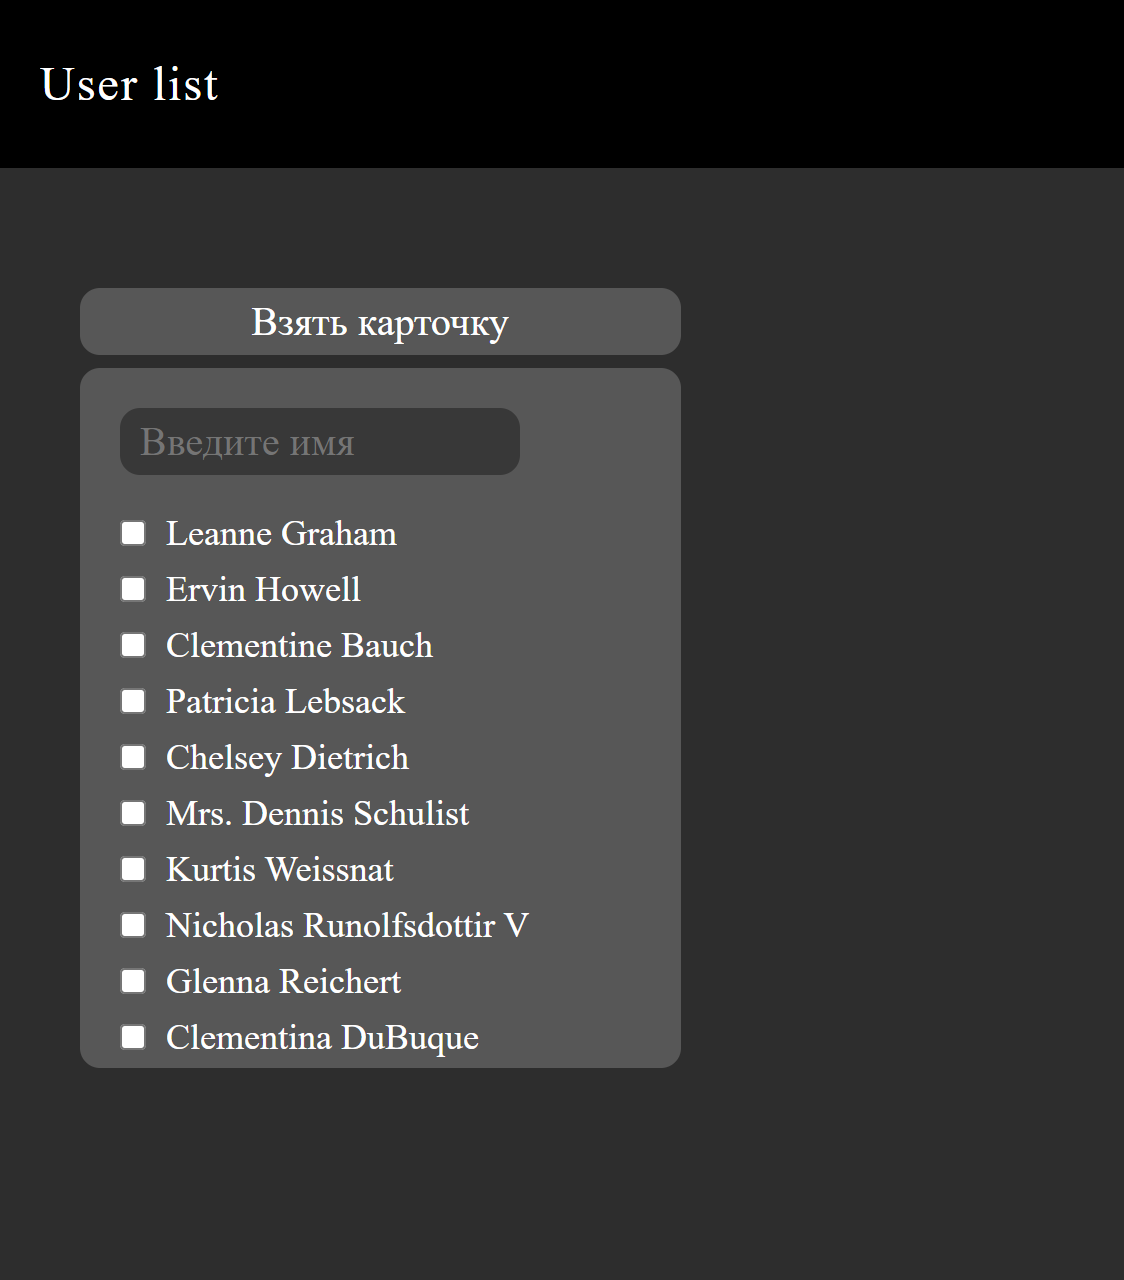 User list
Взять карточку
Введите имя
Leanne Graham
Ervin Howell
Clementine Bauch
Patricia Lebsack
Chelsey Dietrich
Mrs. Dennis Schulist
Kurtis Weissnat
Nicholas Runolfsdottir V
Glenna Reichert
Clementina DuBuque